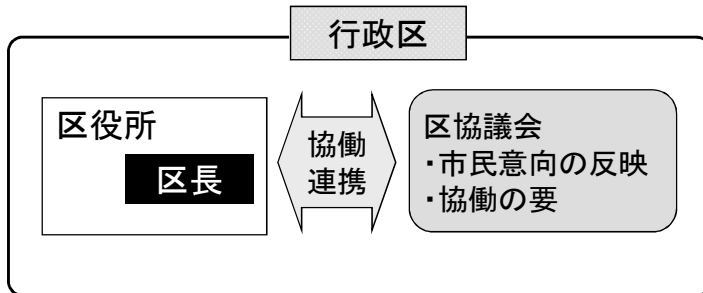 行政区
区役所
区長
協働
連携
区協議会
・市民意向の反映
・協働の要